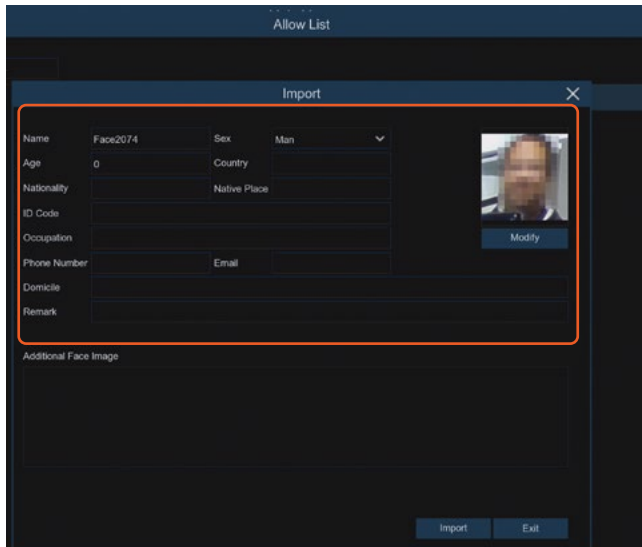 Allow List
Import
Name Face2074 Sex Man
Age 0 Country
Nationality Native Place
ID Code
Occupation Modify
Phone Number Email
Domicile
Remark
Additional Face Image
Import Exit